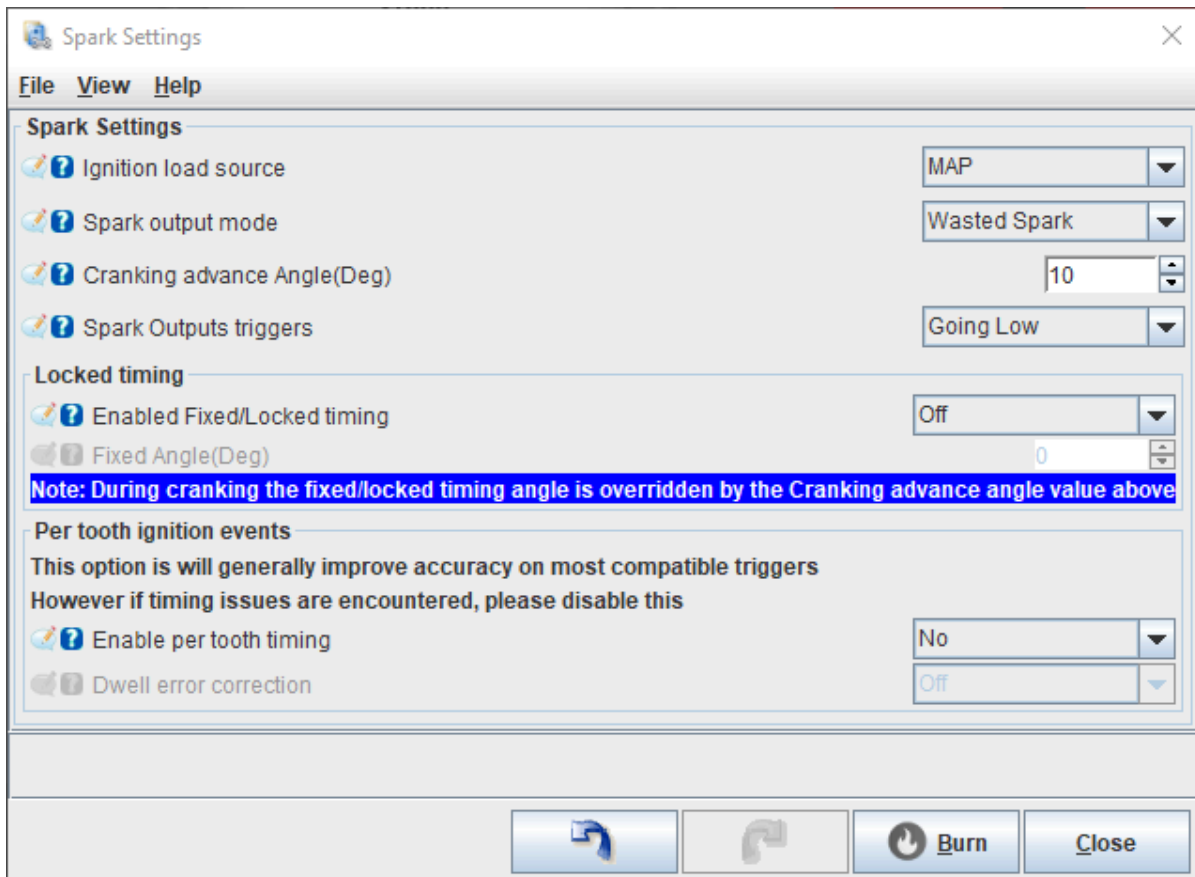 Spark Settings
File View Help
Spark Settings
Ignition load source MAP
Spark output mode Wasted Spark
Cranking advance Angle(Deg) 10
Spark Outputs triggers Going Low
Locked timing
Enabled Fixed/Locked timing Off
Fixed Angle(Deg) 0
Note: During cranking the fixed/locked timing angle is overridden by the Cranking advance angle value above
Per tooth ignition events
This option is will generally improve accuracy on most compatible triggers
However if timing issues are encountered, please disable this
Enable per tooth timing No
Dwell error correction Off
Burn Close